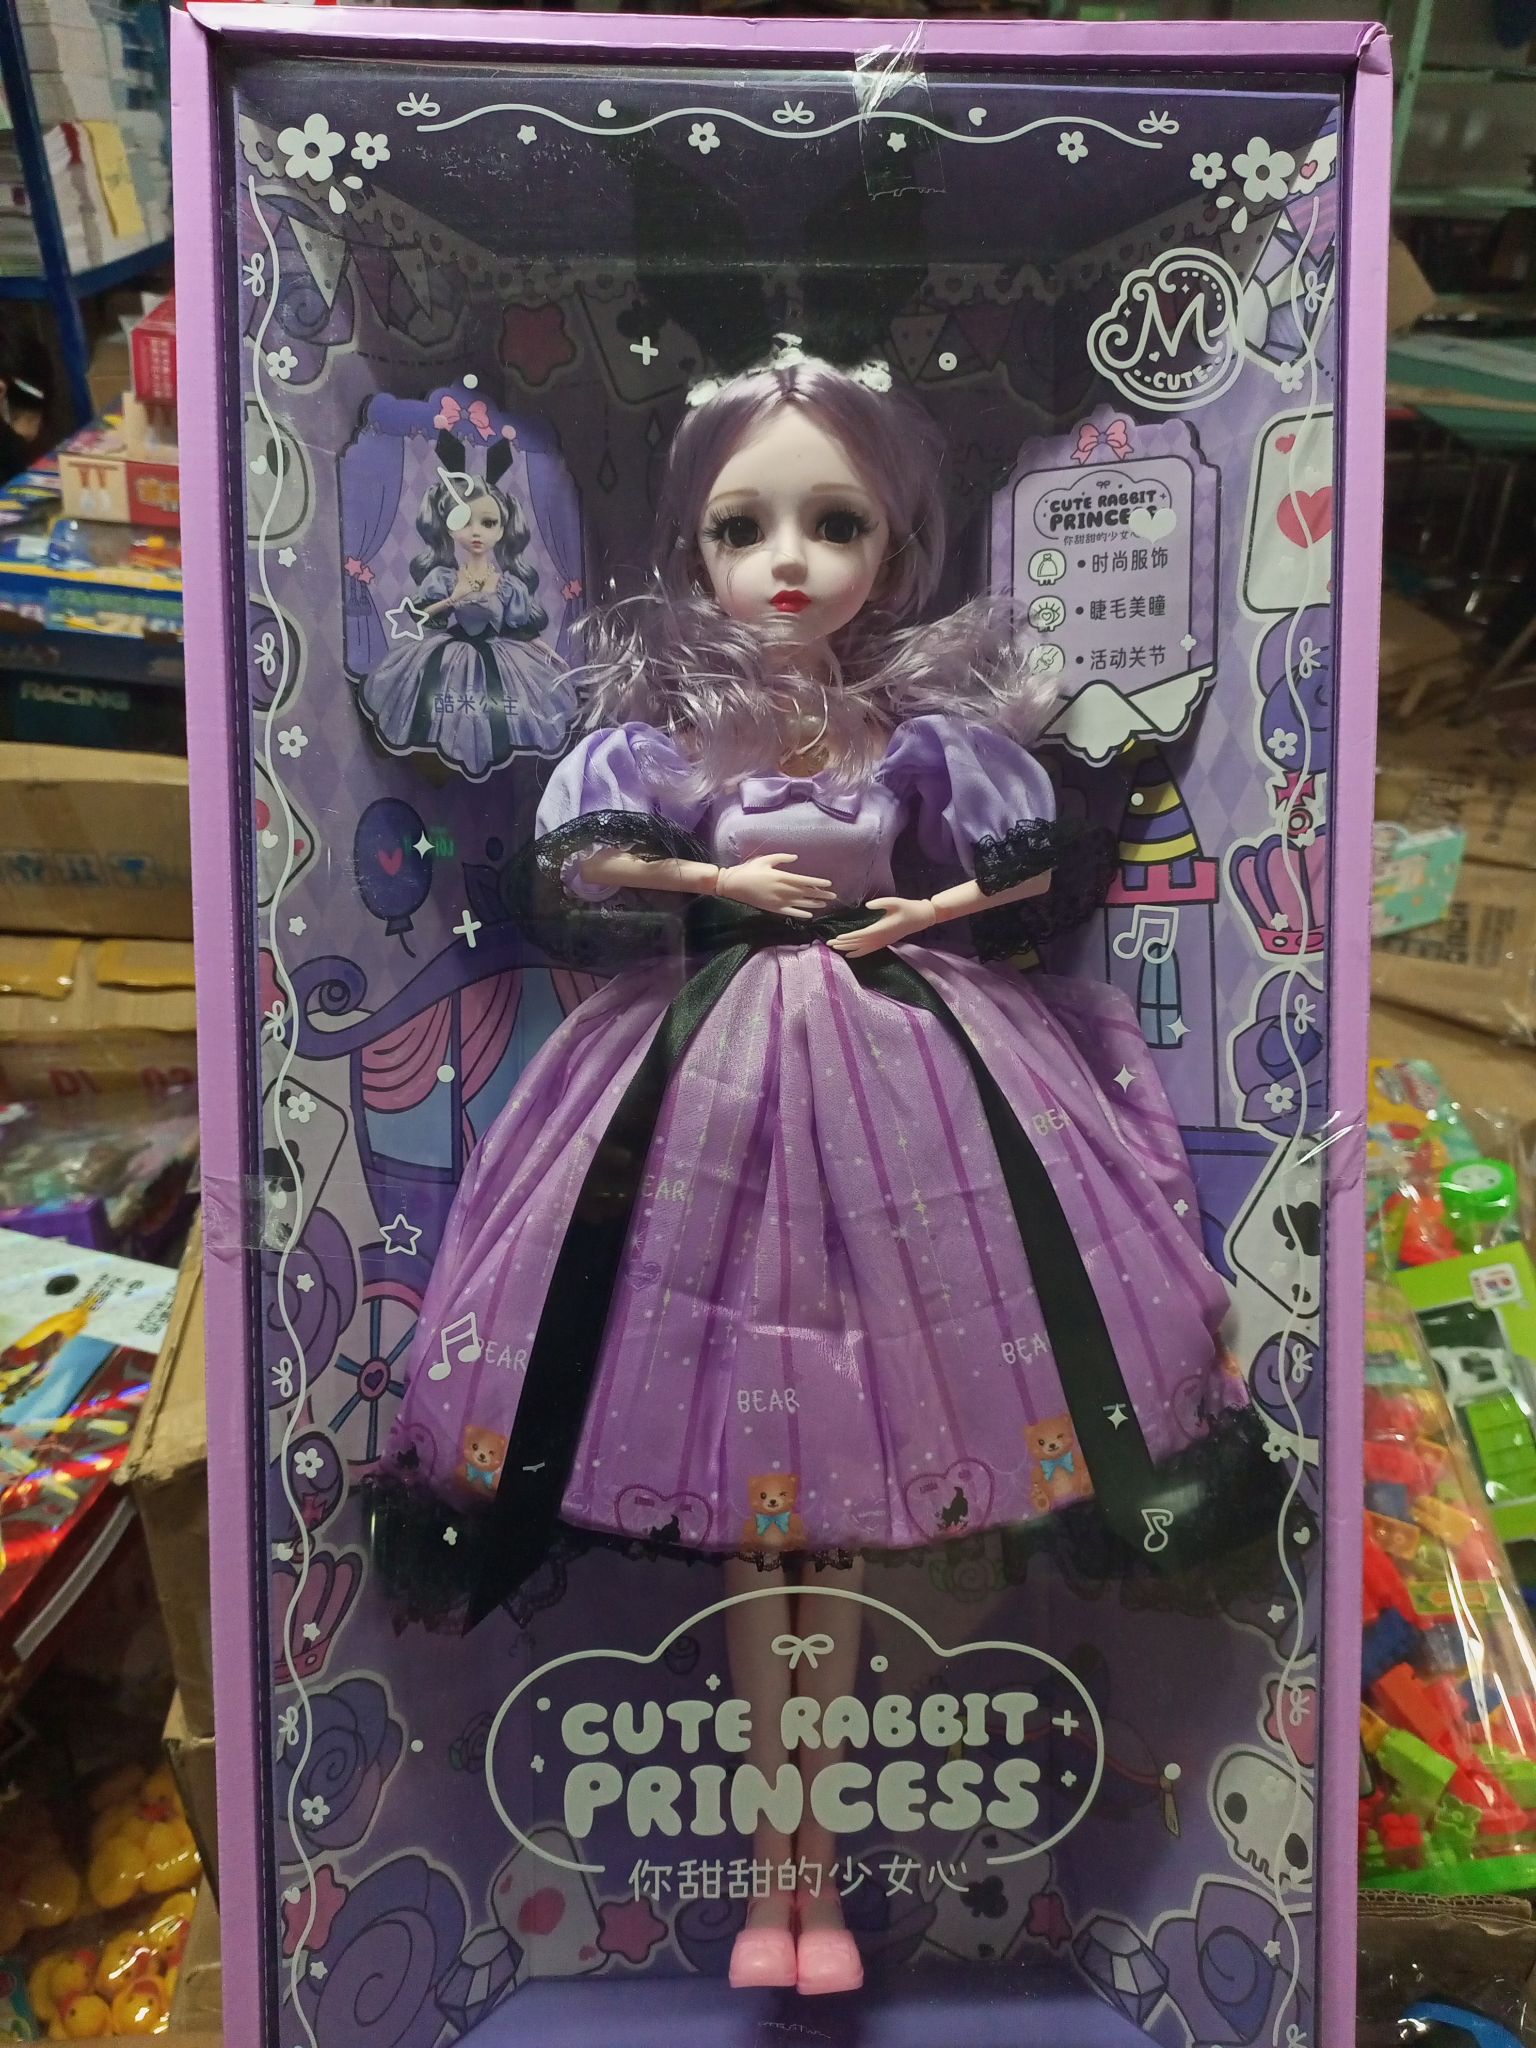 M
CUTE
CUTE RABBIT
PRINCESS
你甜甜的少女心
时尚服饰
睫毛美瞳
活动关节
酷米公主
RACING
BEAR
BEAR
BEAR
CUTE RABBIT
PRINCESS
你甜甜的少女心